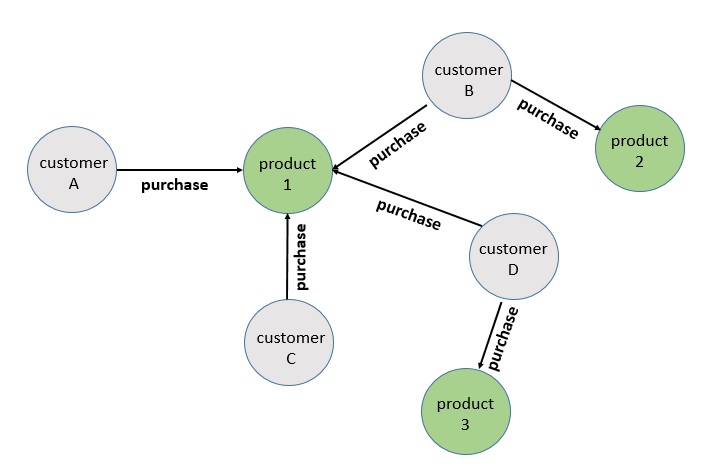 customer
A
purchase
product
1
purchase
customer
C
purchase
customer
B
purchase
product
2
purchase
customer
D
purchase
product
3